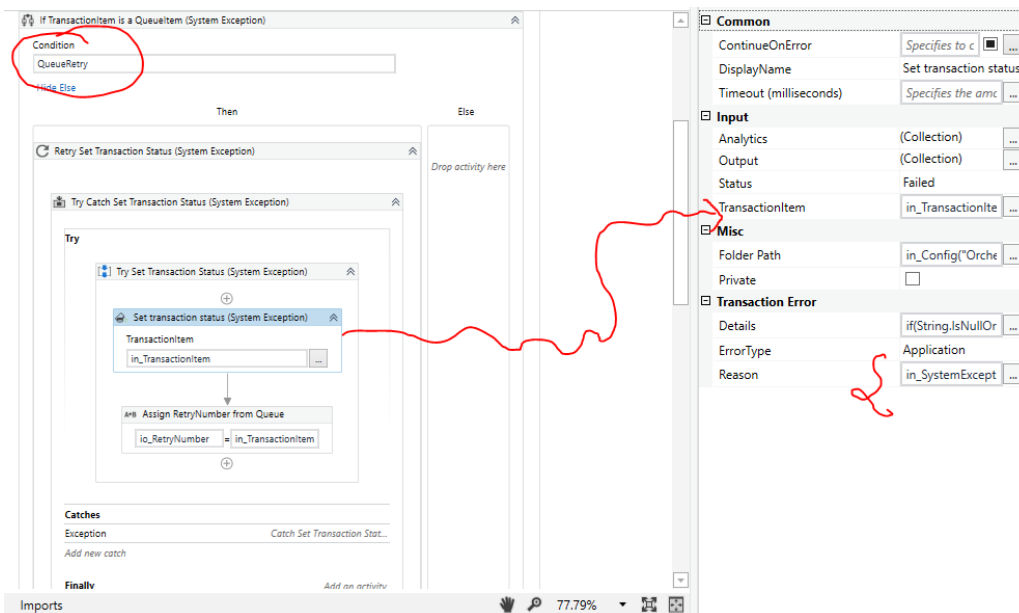 If TransactionItem is a QueueItem (System Exception)
Condition
QueueRetry
Hide Else
Then
Else
Retry Set Transaction Status (System Exception)
Drop activity here
Try Catch Set Transaction Status (System Exception)
Try
Try Set Transaction Status (System Exception)
Set transaction status (System Exception)
TransactionItem
in_TransactionItem
...
A*B Assign RetryNumber from Queue
io_RetryNumber = in_TransactionItem
Catches
Exception
Catch Set Transaction Stat...
Add new catch
Finally
Add an activity
Imports
77.79%
Common
ContinueOnError Specifies to c ...
DisplayName Set transaction status
Timeout (milliseconds) Specifies the amo ...
Input
Analytics (Collection) ...
Output (Collection) ...
Status Failed
TransactionItem in_TransactionIte ...
Misc
Folder Path in_Config("Orche ...
Private
Transaction Error
Details if(String.IsNullOr ...
ErrorType Application
Reason in_SystemExcept ...